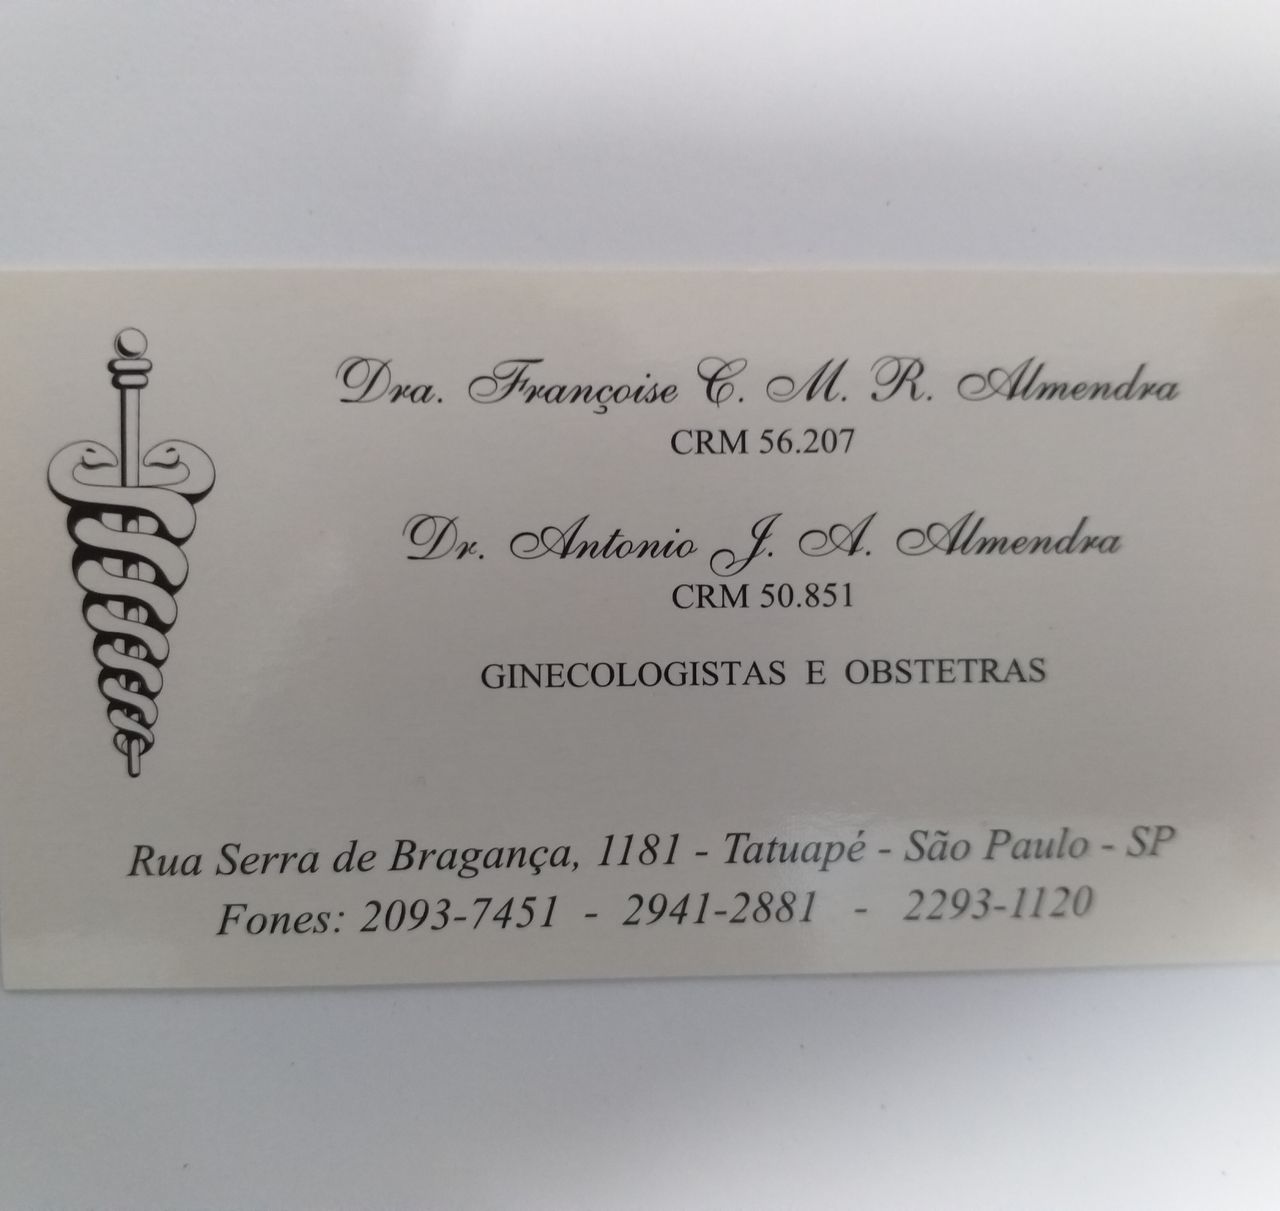 Dra. Françoise C. M. R. Almendra
CRM 56.207
Dr. Antonio J. A. Almendra
CRM 50.851
GINECOLOGISTAS E OBSTETRAS
Rua Serra de Bragança, 1181 - Tatuapé - São Paulo - SP
Fones: 2093-7451 - 2941-2881 - 2293-1120